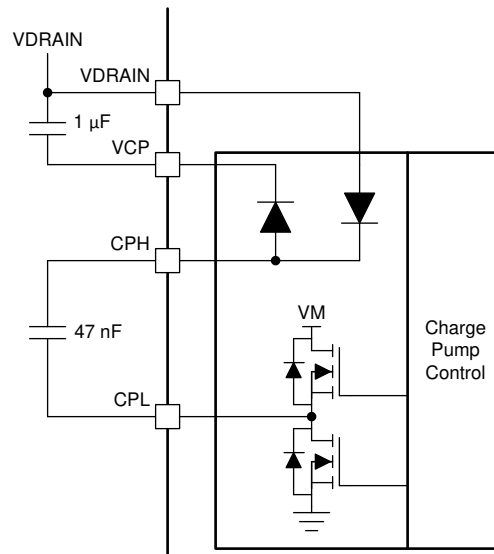 VDRAIN
VDRAIN
1 µF
VCP
CPH
47 nF
VM
Charge
Pump
Control
CPL